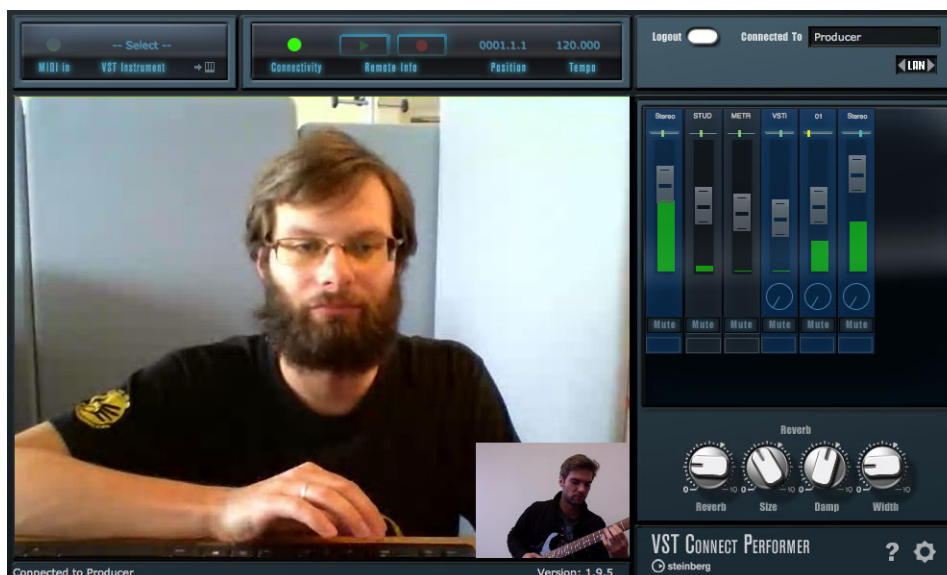 -- Select --
MIDI in
VST Instrument
0001.1.1
120.000
Connectivity
Remote Info
Position
Tempo
Logout
Connected To
Producer
LAN
Stereo
STUD
METR
VSTi
01
Stereo
Mute
Mute
Mute
Mute
Mute
Mute
Reverb
0
10
0
10
0
10
0
10
Reverb
Size
Damp
Width
VST CONNECT PERFORMER
steinberg
?
Connected to Producer
Version: 1.9.5